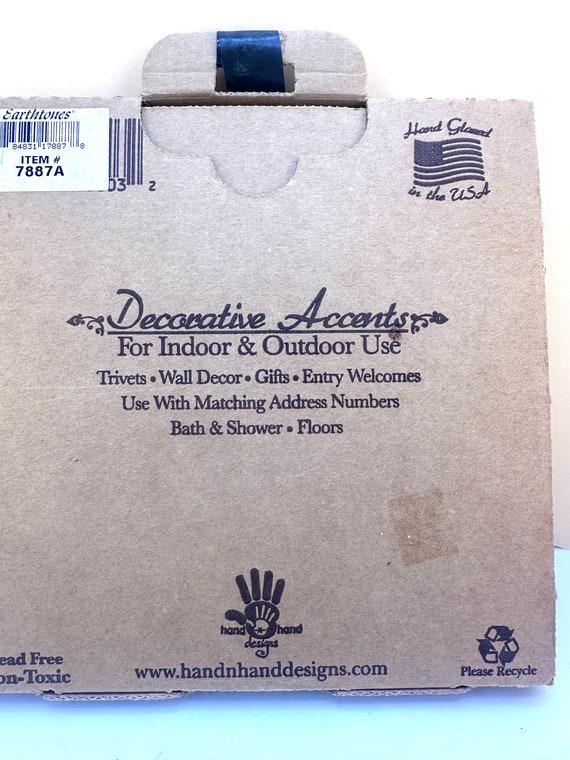 Earthtones
84831 17887 8
ITEM #
7887A
03 2
Hand Glazed
in the USA
Decorative Accents
For Indoor & Outdoor Use
Trivets • Wall Decor • Gifts • Entry Welcomes
Use With Matching Address Numbers
Bath & Shower • Floors
hand n hand
designs
ead Free
on-Toxic
www.handnhanddesigns.com
Please Recycle